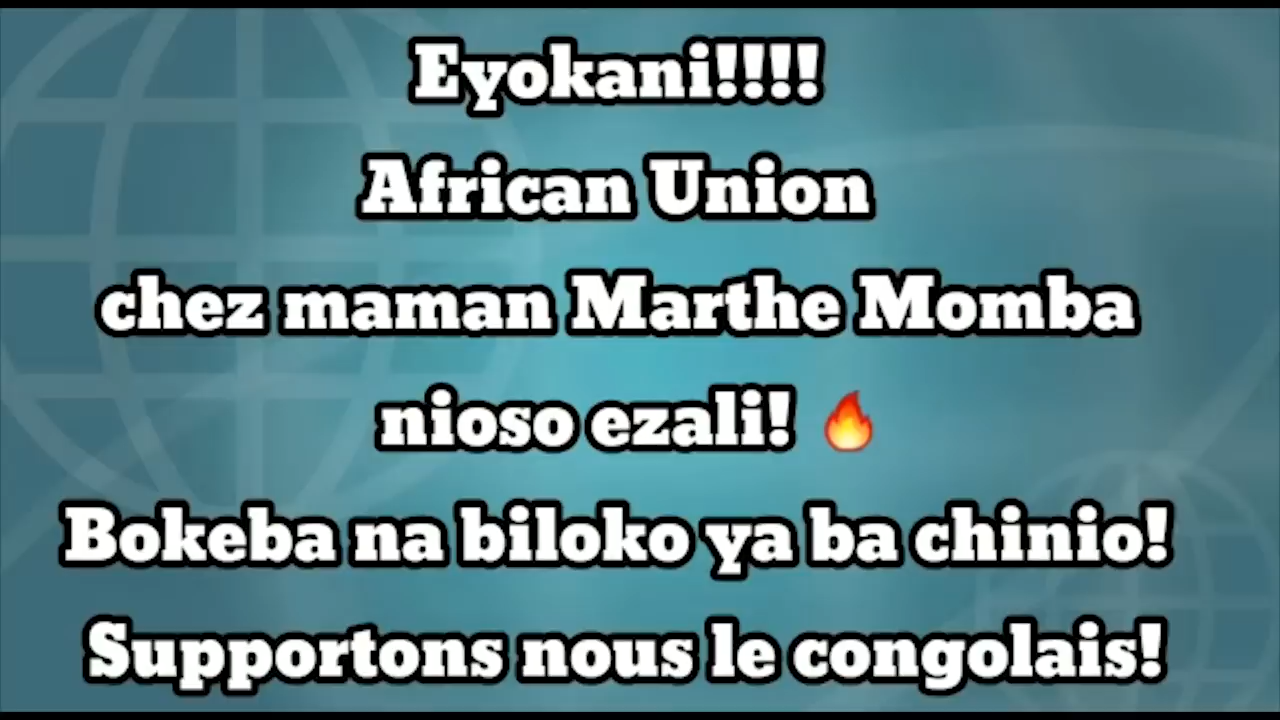 Eyokani!!!!
African Union
chez maman Marthe Momba
nioso ezali! 🔥
Bokeba na biloko ya ba chinio!
Supportons nous le congolais!